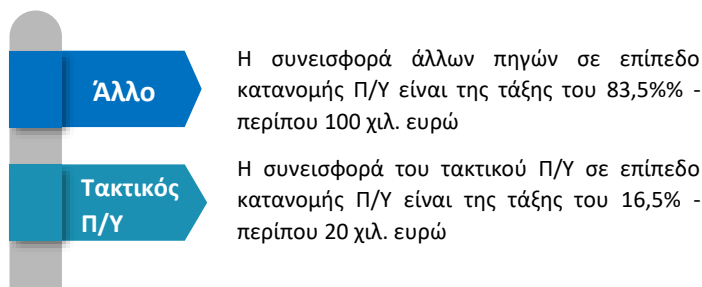 Άλλο
Η συνεισφορά άλλων πηγών σε επίπεδο
κατανομής Π/Υ είναι της τάξης του 83,5%% -
περίπου 100 χιλ. ευρώ
Τακτικός
Π/Υ
Η συνεισφορά του τακτικού Π/Υ σε επίπεδο
κατανομής Π/Υ είναι της τάξης του 16,5% -
περίπου 20 χιλ. ευρώ